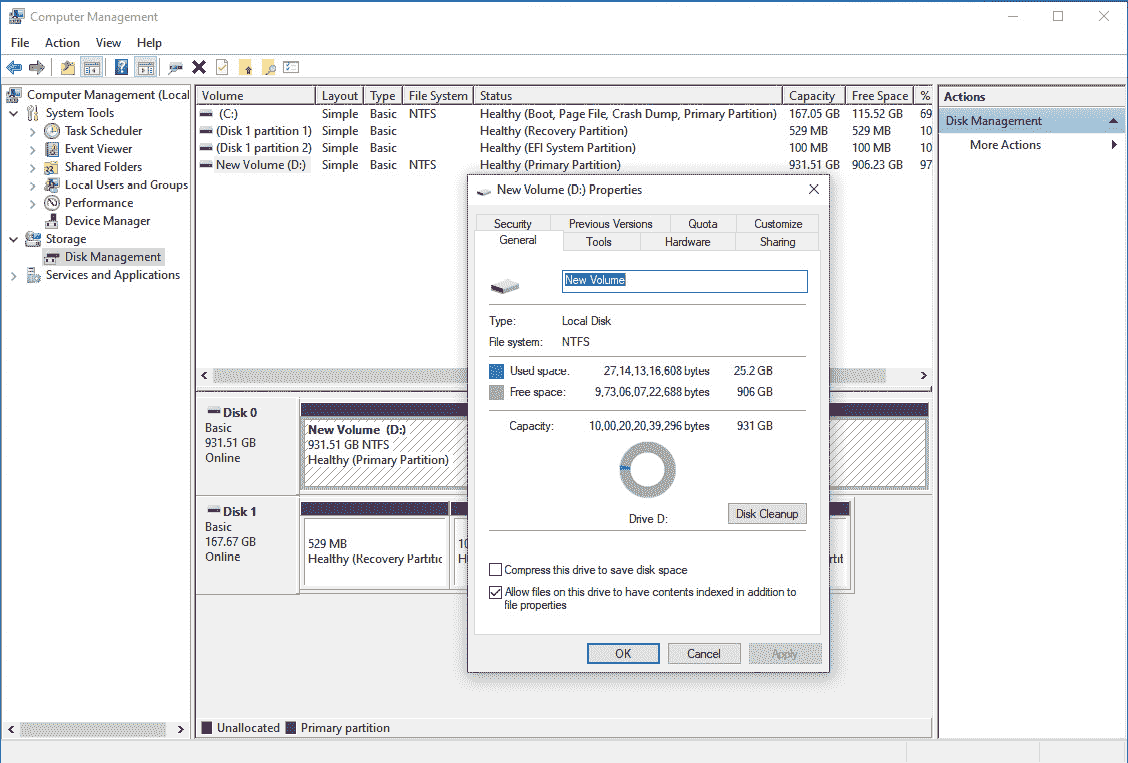 Computer Management
File Action View Help
Computer Management (Local
System Tools
Task Scheduler
Event Viewer
Shared Folders
Local Users and Groups
Performance
Device Manager
Storage
Disk Management
Services and Applications
Volume Layout Type File System Status Capacity Free Space %
(C:) Simple Basic NTFS Healthy (Boot, Page File, Crash Dump, Primary Partition) 167.05 GB 115.52 GB 69
(Disk 1 partition 1) Simple Basic Healthy (Recovery Partition) 529 MB 529 MB 10
(Disk 1 partition 2) Simple Basic Healthy (EFI System Partition) 100 MB 100 MB 10
New Volume (D:) Simple Basic NTFS Healthy (Primary Partition) 931.51 GB 906.23 GB 97
Disk 0
Basic
931.51 GB
Online
New Volume (D:)
931.51 GB NTFS
Healthy (Primary Partition)
Disk 1
Basic
167.67 GB
Online
529 MB
Healthy (Recovery Partitic
10
H
rtit
Unallocated Primary partition
Actions
Disk Management
More Actions
New Volume (D:) Properties
Security Previous Versions Quota Customize
General Tools Hardware Sharing
New Volume
Type: Local Disk
File system: NTFS
Used space: 27,14,13,16,608 bytes 25.2 GB
Free space: 9,73,06,07,22,688 bytes 906 GB
Capacity: 10,00,20,20,39,296 bytes 931 GB
Drive D: Disk Cleanup
Compress this drive to save disk space
Allow files on this drive to have contents indexed in addition to
file properties
OK Cancel Apply